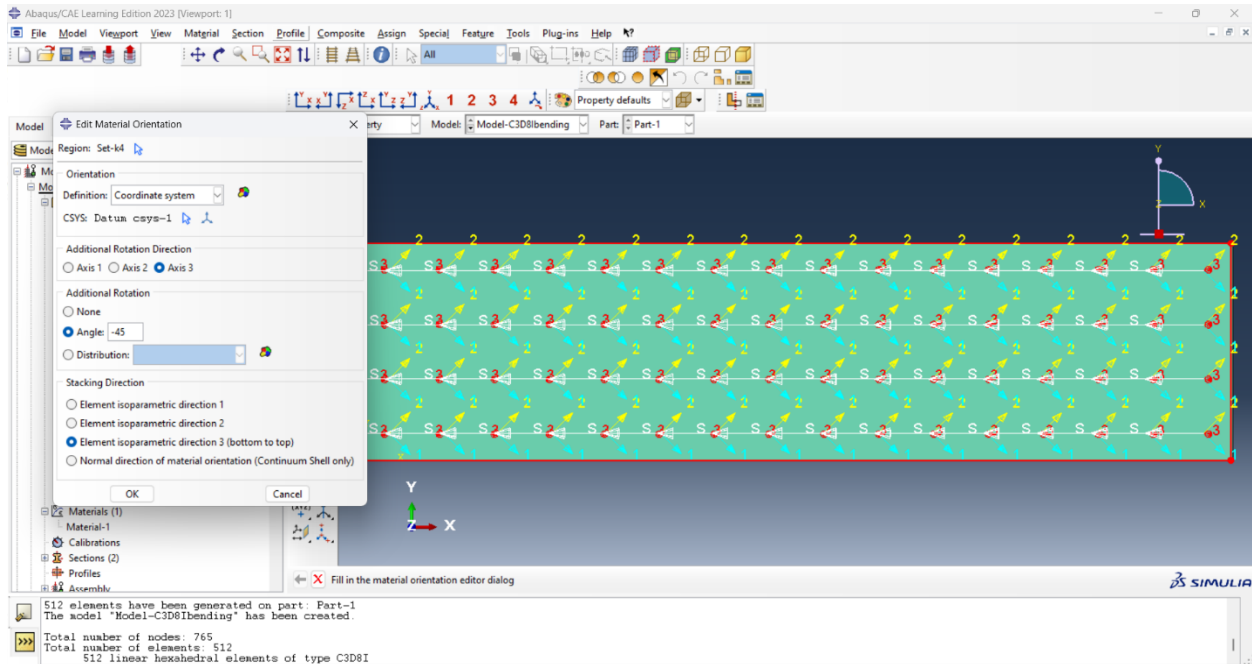 Abaqus/CAE Learning Edition 2023 [Viewport: 1]
File Model Viewport View Material Section Profile Composite Assign Special Feature Tools Plug-ins Help
All
1 2 3 4 Property defaults
Model
Edit Material Orientation
erty Model: Model-C3D8Ibending Part: Part-1
Region: Set-k4
Orientation
Definition: Coordinate system
CSYS: Datum csys-1
Additional Rotation Direction
Axis 1 Axis 2 Axis 3
Additional Rotation
None
Angle: -45
Distribution:
Stacking Direction
Element isoparametric direction 1
Element isoparametric direction 2
Element isoparametric direction 3 (bottom to top)
Normal direction of material orientation (Continuum Shell only)
OK Cancel
Y
Z X
Y
Z X
Materials (1)
Material-1
Calibrations
Sections (2)
Profiles
Assembly
Fill in the material orientation editor dialog
SIMULIA
512 elements have been generated on part: Part-1
The model "Model-C3D8Ibending" has been created.
Total number of nodes: 765
Total number of elements: 512
512 linear hexahedral elements of type C3D8I